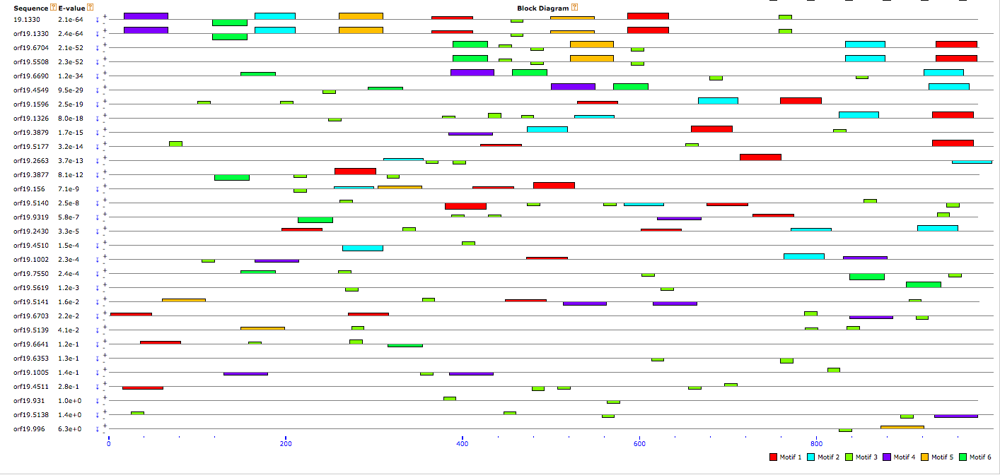 Sequence ? E-value ? Block Diagram ?
19.1330 2.1e-64 ↧ + -
orf19.1330 2.4e-64 ↧ + -
orf19.6704 2.1e-52 ↧ + -
orf19.5508 2.3e-52 ↧ + -
orf19.6690 1.2e-34 ↧ + -
orf19.4549 9.5e-29 ↧ + -
orf19.1596 2.5e-19 ↧ + -
orf19.1326 8.0e-18 ↧ + -
orf19.3879 1.7e-15 ↧ + -
orf19.5177 3.2e-14 ↧ + -
orf19.2663 3.7e-13 ↧ + -
orf19.3877 8.1e-12 ↧ + -
orf19.156 7.1e-9 ↧ + -
orf19.5140 2.5e-8 ↧ + -
orf19.9319 5.8e-7 ↧ + -
orf19.2430 3.3e-5 ↧ + -
orf19.4510 1.5e-4 ↧ + -
orf19.1002 2.3e-4 ↧ + -
orf19.7550 2.4e-4 ↧ + -
orf19.5619 1.2e-3 ↧ + -
orf19.5141 1.6e-2 ↧ + -
orf19.6703 2.2e-2 ↧ + -
orf19.5139 4.1e-2 ↧ + -
orf19.6641 1.2e-1 ↧ + -
orf19.6353 1.3e-1 ↧ + -
orf19.1005 1.4e-1 ↧ + -
orf19.4511 2.8e-1 ↧ + -
orf19.931 1.0e+0 ↧ + -
orf19.5138 1.4e+0 ↧ + -
orf19.996 6.3e+0 ↧ + -
0 200 400 600 800
Motif 1 Motif 2 Motif 3 Motif 4 Motif 5 Motif 6